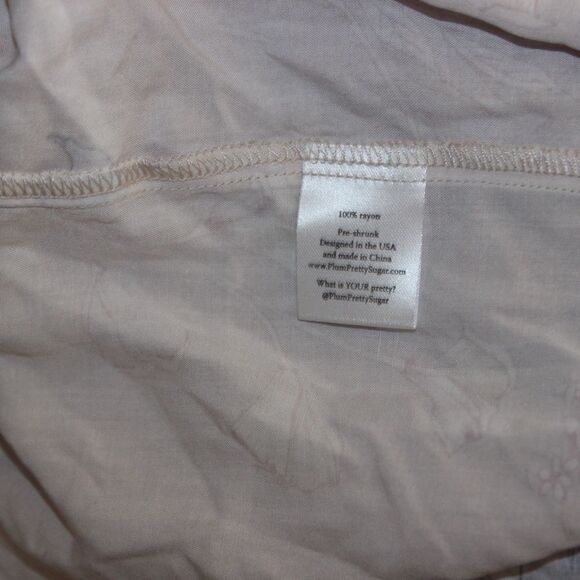 100% rayon
Pre-shrunk
Designed in the USA
and made in China
www.PlumPrettySugar.com
What is YOUR pretty?
@PlumPrettySugar